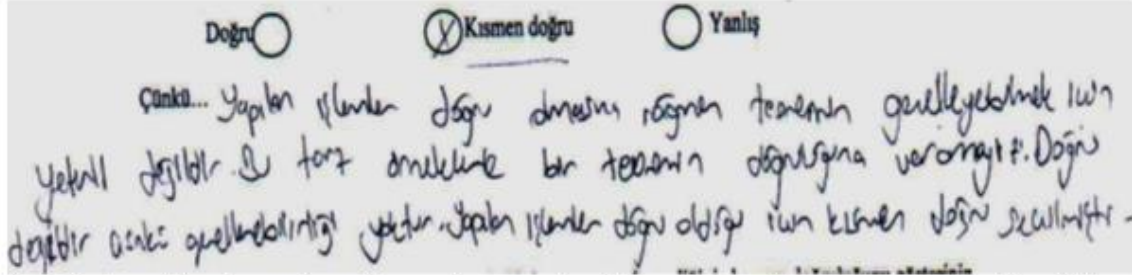 Doğru Kısmen doğru Yanlış
Çünkü... Yapılan işlemler doğru olmasına rağmen teoremin genelleyebilmek için
yeterli değildir. Bu tarz örneklerle bir teoremin doğruluğuna varamayız. Doğru
değildir çünkü genellenebilirliği yoktur. Yapılan işlemler doğru olduğu için kısmen doğru seçilmiştir.